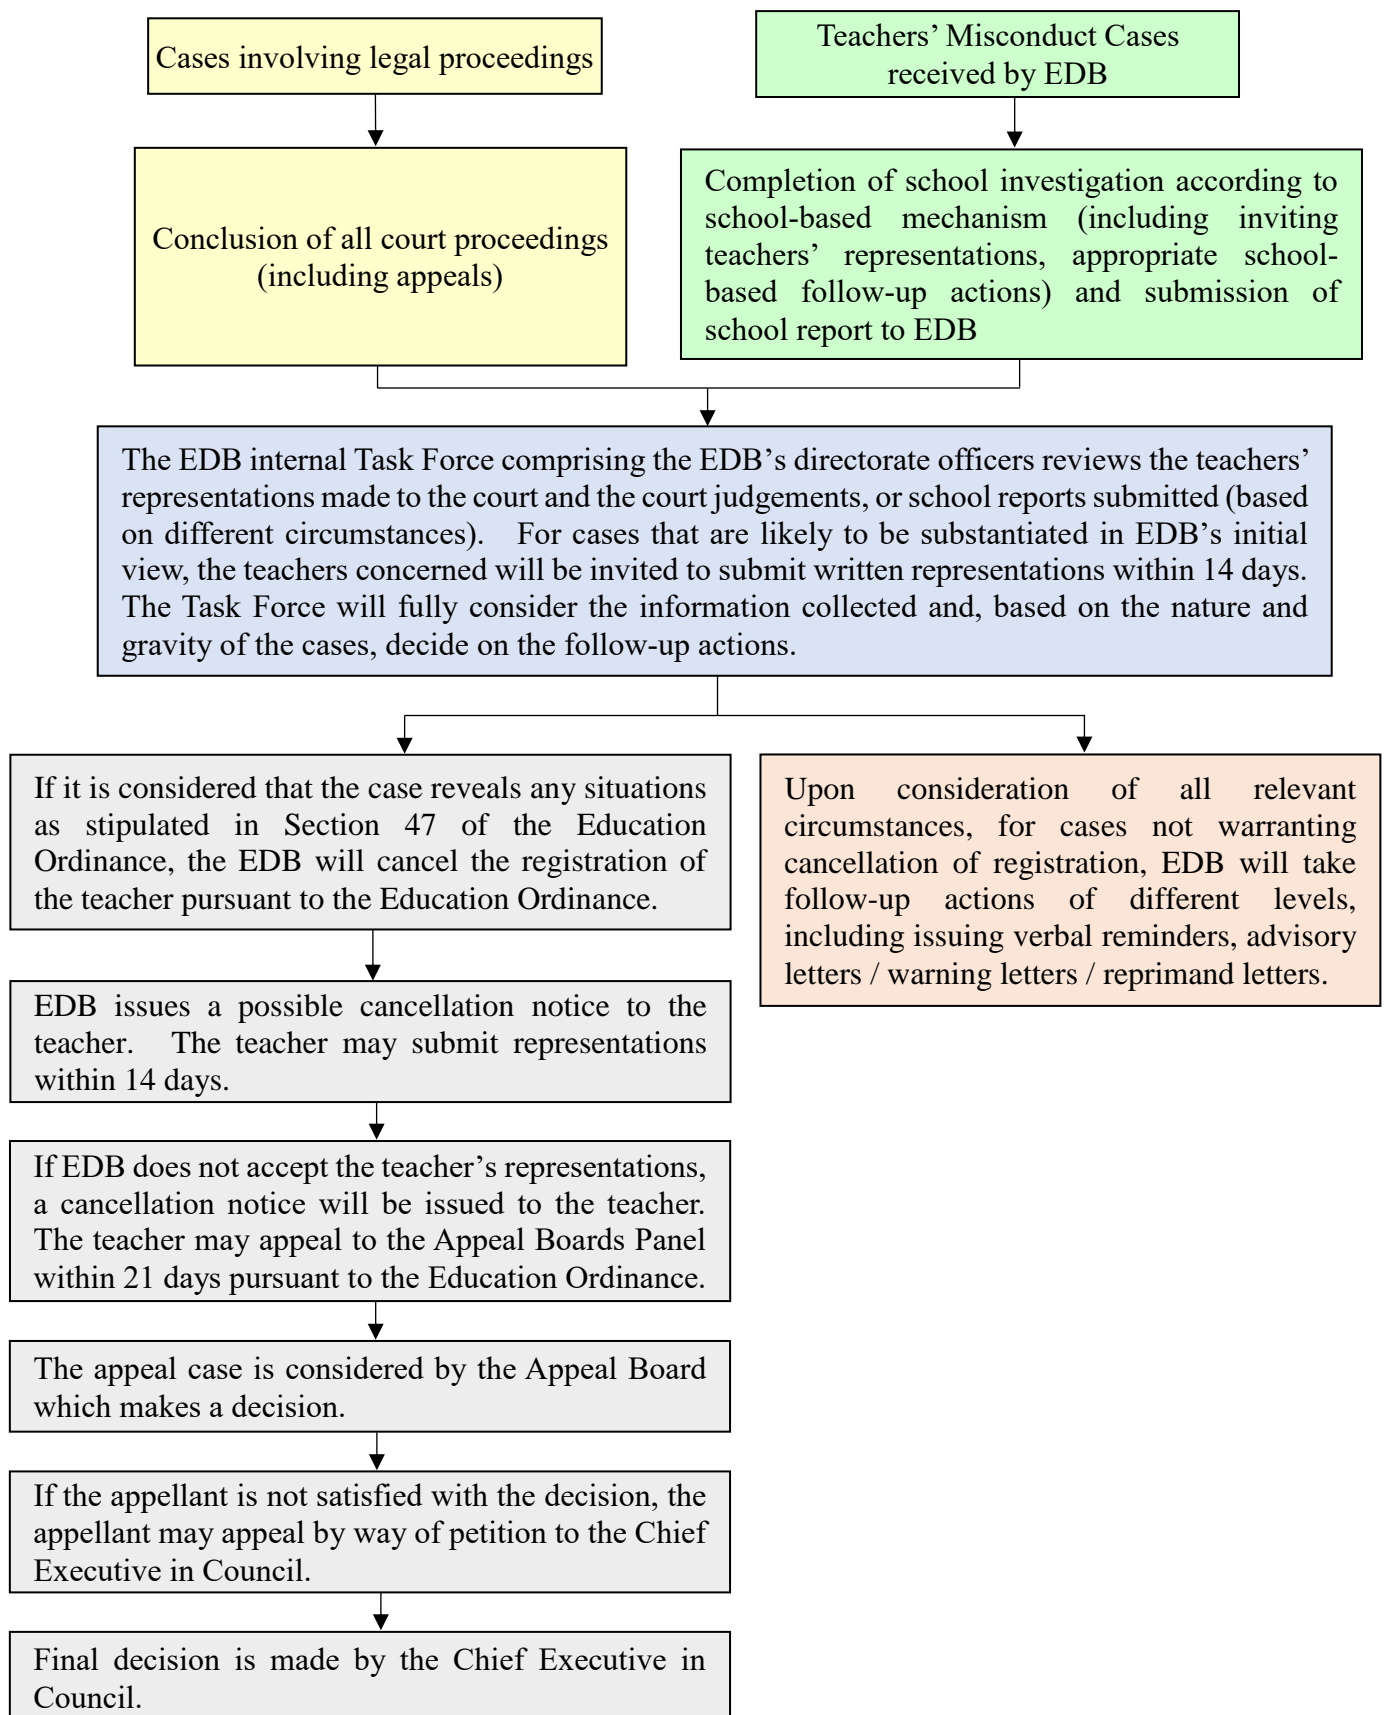 Cases involving legal proceedings
Teachers’ Misconduct Cases
received by EDB
Conclusion of all court proceedings
(including appeals)
Completion of school investigation according to
school-based mechanism (including inviting
teachers’ representations, appropriate school-
based follow-up actions) and submission of
school report to EDB
The EDB internal Task Force comprising the EDB’s directorate officers reviews the teachers’
representations made to the court and the court judgements, or school reports submitted (based
on different circumstances). For cases that are likely to be substantiated in EDB’s initial
view, the teachers concerned will be invited to submit written representations within 14 days.
The Task Force will fully consider the information collected and, based on the nature and
gravity of the cases, decide on the follow-up actions.
If it is considered that the case reveals any situations
as stipulated in Section 47 of the Education
Ordinance, the EDB will cancel the registration of
the teacher pursuant to the Education Ordinance.
Upon consideration of all relevant
circumstances, for cases not warranting
cancellation of registration, EDB will take
follow-up actions of different levels,
including issuing verbal reminders, advisory
letters / warning letters / reprimand letters.
EDB issues a possible cancellation notice to the
teacher. The teacher may submit representations
within 14 days.
If EDB does not accept the teacher’s representations,
a cancellation notice will be issued to the teacher.
The teacher may appeal to the Appeal Boards Panel
within 21 days pursuant to the Education Ordinance.
The appeal case is considered by the Appeal Board
which makes a decision.
If the appellant is not satisfied with the decision, the
appellant may appeal by way of petition to the Chief
Executive in Council.
Final decision is made by the Chief Executive in
Council.